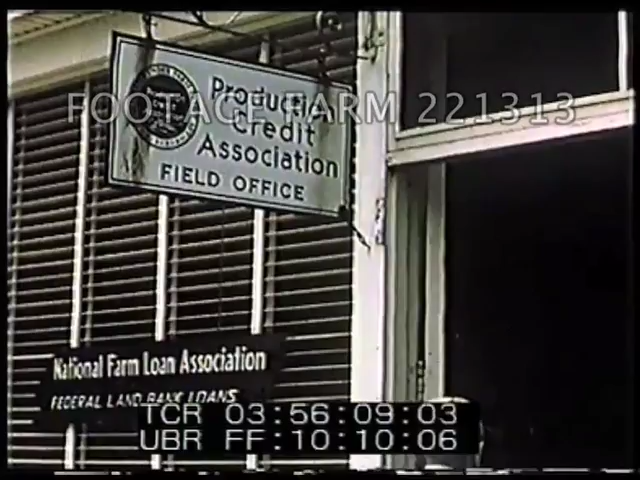 Production
Credit
Association
FIELD OFFICE
FOOTAGE FARM 221313
National Farm Loan Association
FEDERAL LAND BANK LOANS
TCR 03:56:09:03
UBR FF:10:10:06